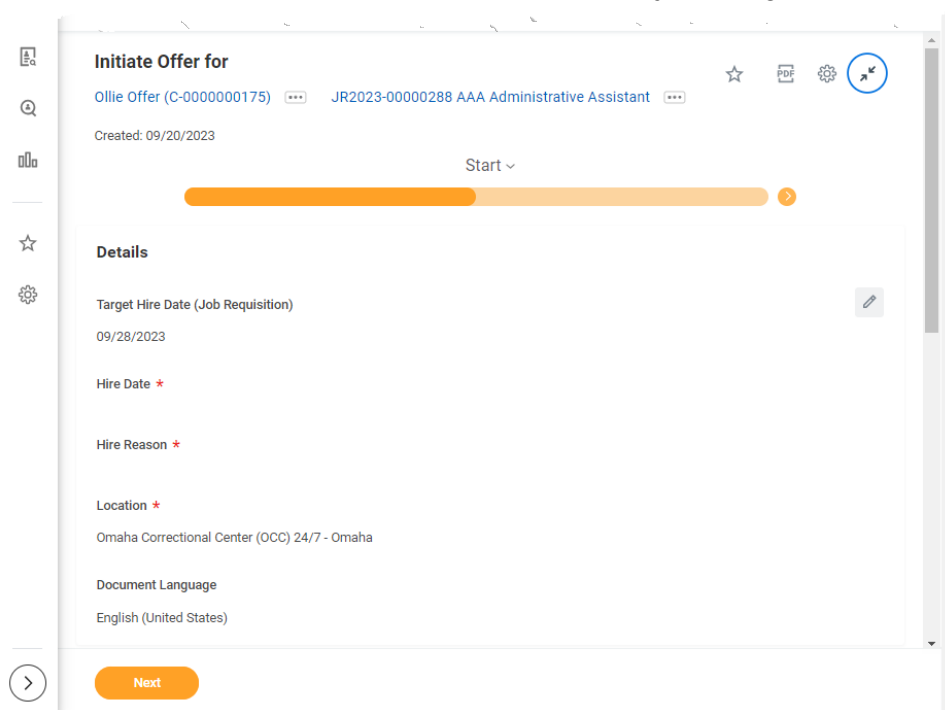 Initiate Offer for
PDF
Ollie Offer (C-0000000175) JR2023-00000288 AAA Administrative Assistant
Created: 09/20/2023
Start
Details
Target Hire Date (Job Requisition)
09/28/2023
Hire Date *
Hire Reason *
Location *
Omaha Correctional Center (OCC) 24/7 - Omaha
Document Language
English (United States)
Next